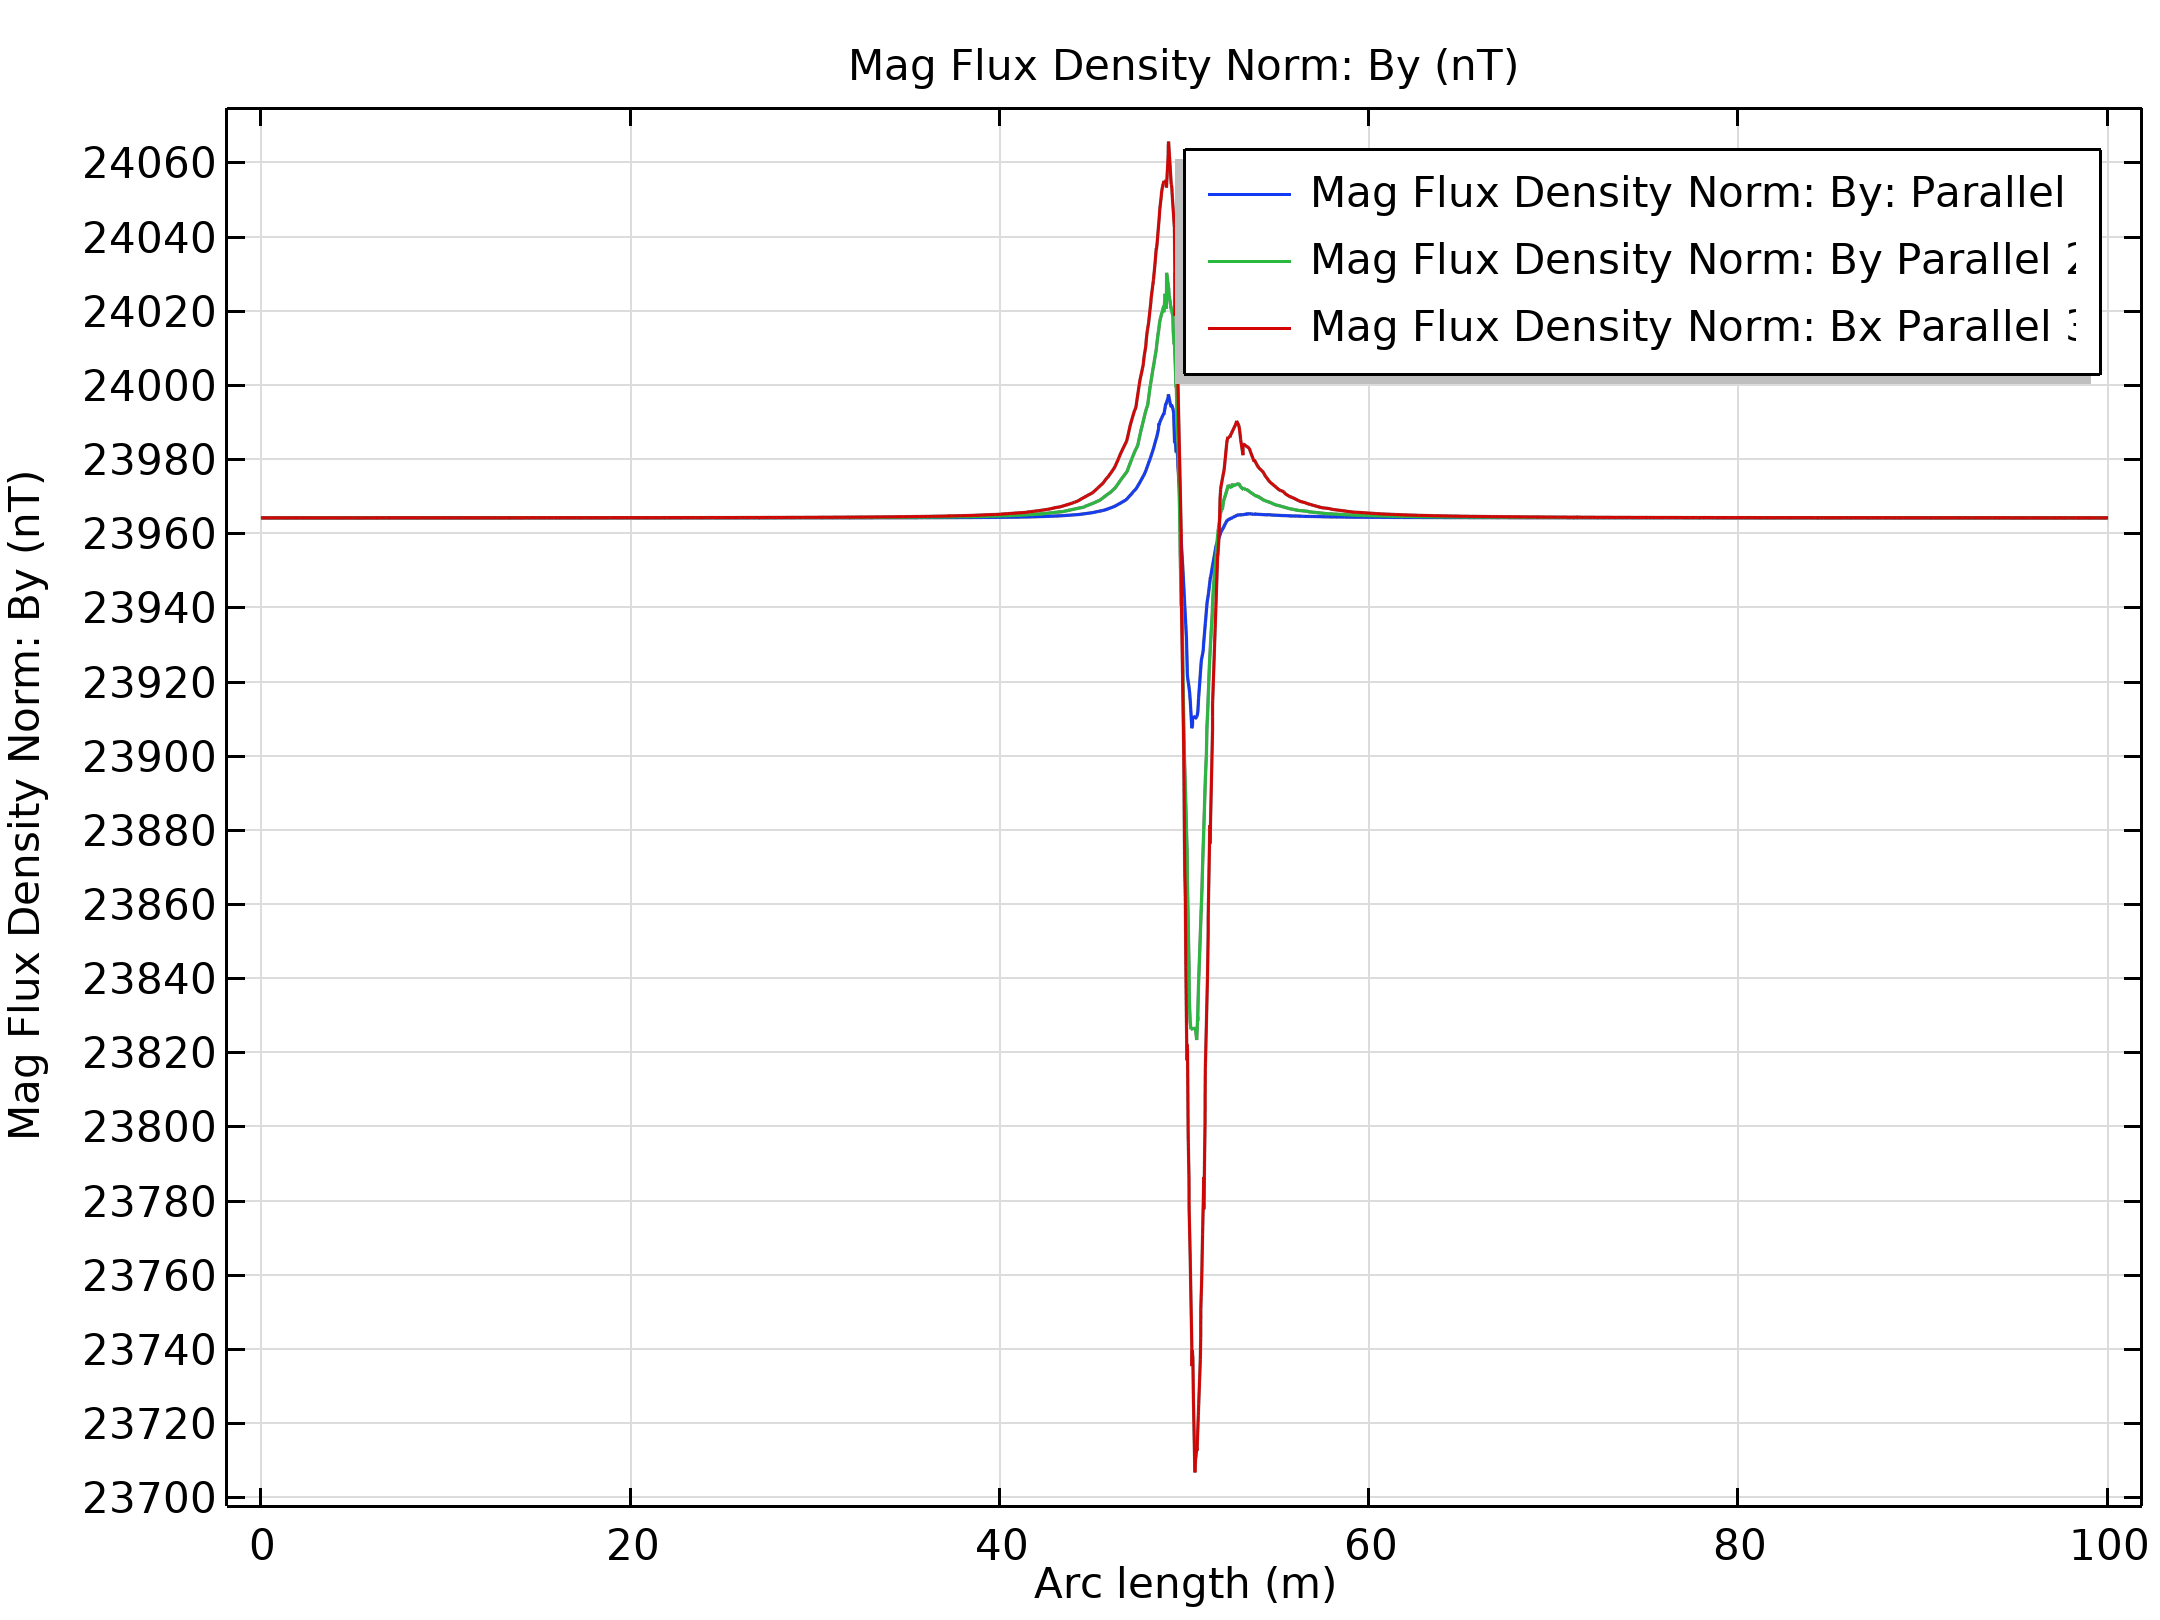 Mag Flux Density Norm: By (nT)
Mag Flux Density Norm: By (nT)
24060
24040
24020
24000
23980
23960
23940
23920
23900
23880
23860
23840
23820
23800
23780
23760
23740
23720
23700
Mag Flux Density Norm: By: Parallel
Mag Flux Density Norm: By Parallel 2
Mag Flux Density Norm: Bx Parallel 3
0 20 40 60 80 100
Arc length (m)